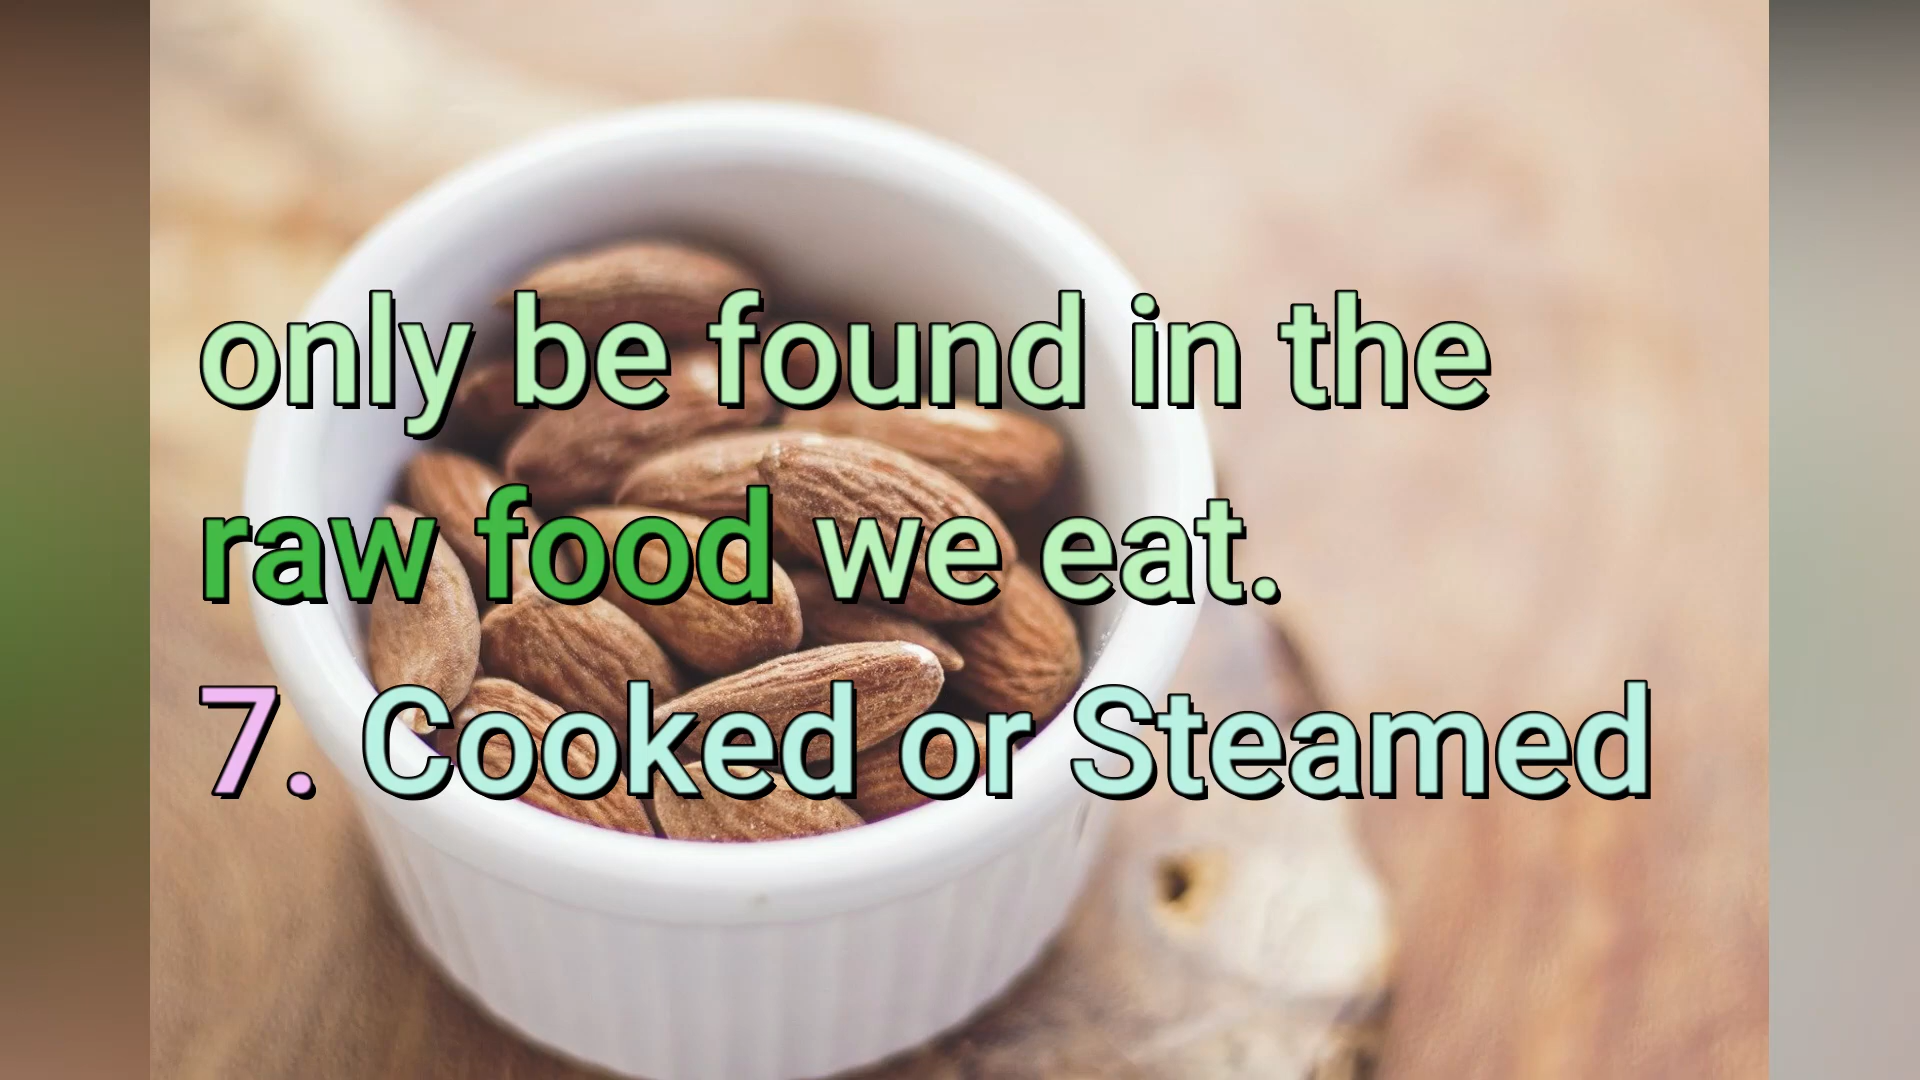 only be found in the
raw food we eat.
7. Cooked or Steamed